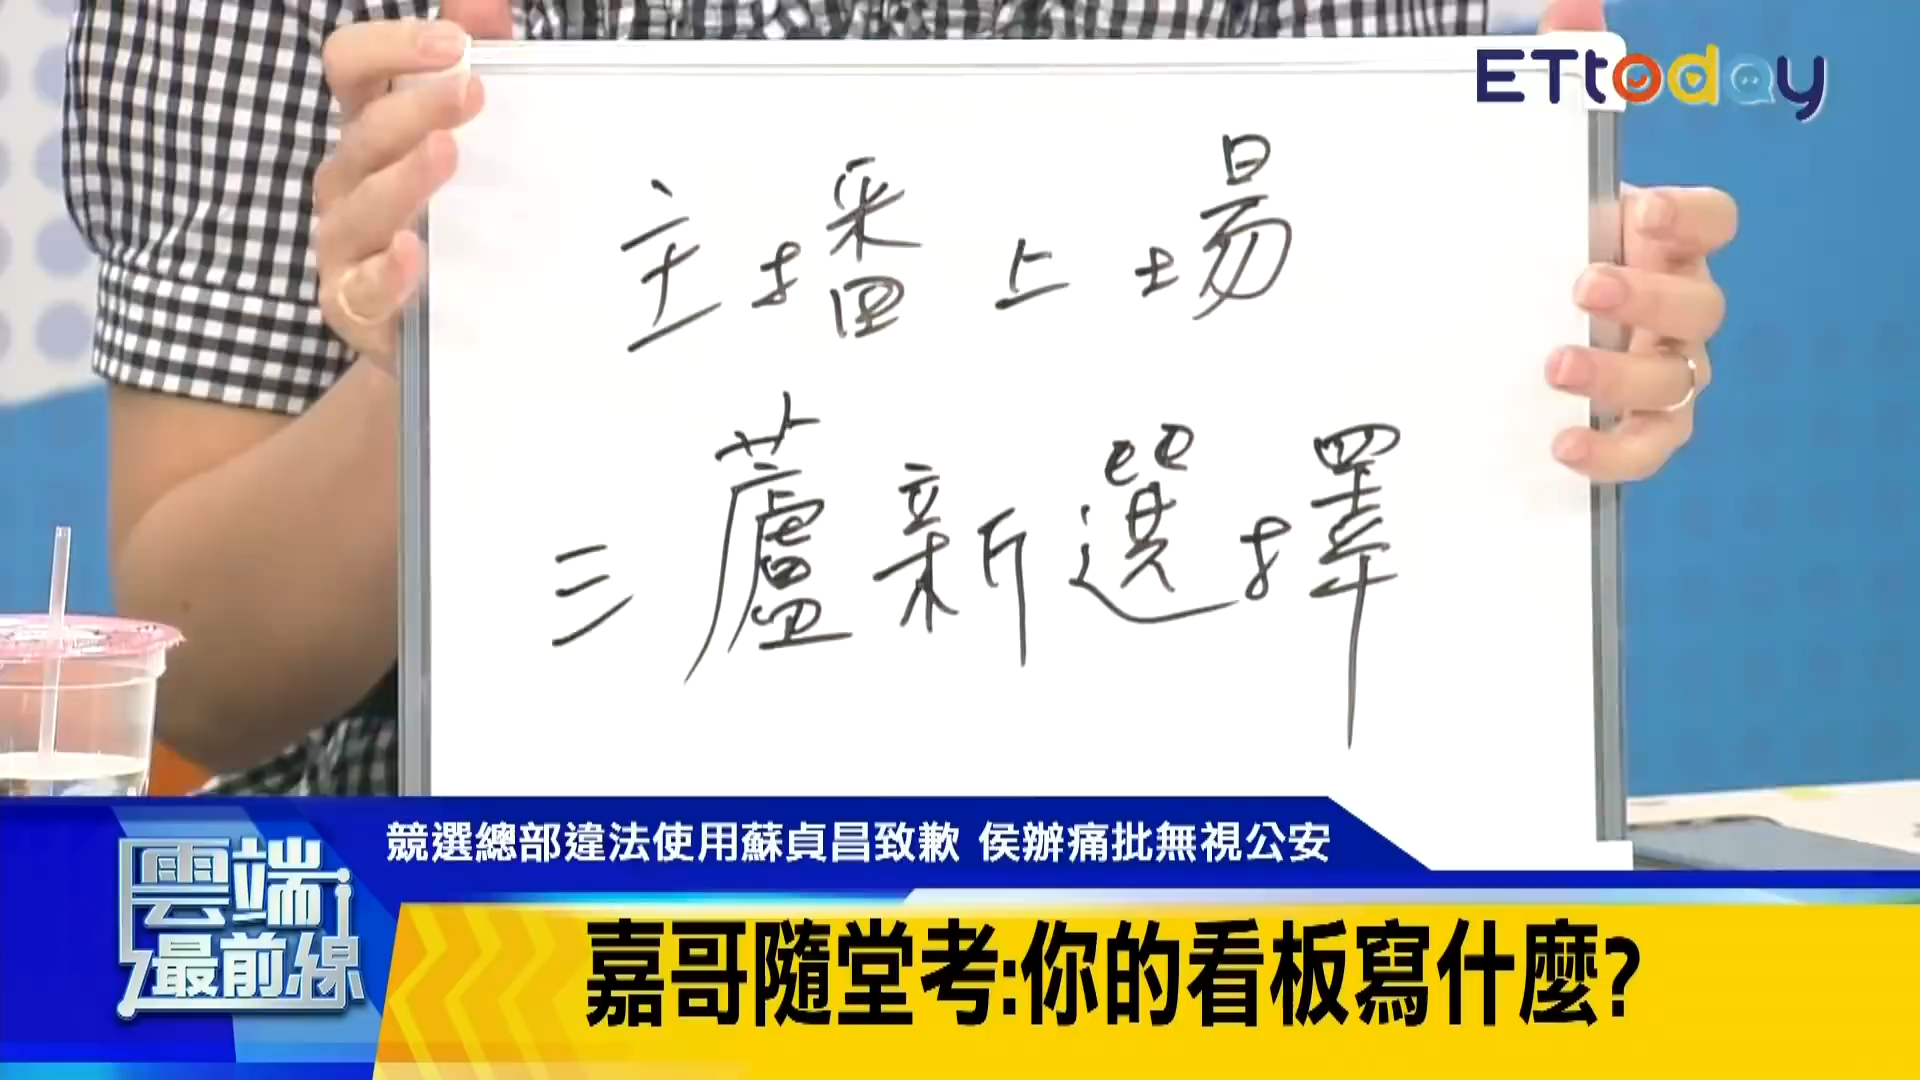 ETtoday
主播上場
三蘆新選擇
競選總部違法使用蘇貞昌致歉 侯辦痛批無視公安
雲端
最前線
嘉哥隨堂考:你的看板寫什麼?